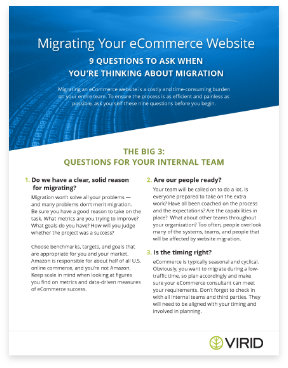 Migrating Your eCommerce Website
9 QUESTIONS TO ASK WHEN
YOU'RE THINKING ABOUT MIGRATION
Migrating an eCommerce website is a costly and time-consuming burden
on your entire team. To ensure the process is as efficient and painless as
possible, ask yourself these nine questions before you begin.
THE BIG 3:
QUESTIONS FOR YOUR INTERNAL TEAM
1. Do we have a clear, solid reason
for migrating?
Migration won't solve all your problems —
and many problems don't merit migration.
Be sure you have a good reason to take on the
task. What metrics are you trying to improve?
What goals do you have? How will you judge
whether the project was a success?
Choose benchmarks, targets, and goals that
are appropriate for you and your market.
Amazon is responsible for about half of all U.S.
online commerce, and you're not Amazon.
Keep scale in mind when looking at figures
you find on metrics and data-driven measures
of eCommerce success.
2. Are our people ready?
Your team will be called on to do a lot. Is
everyone prepared to take on the extra
work? Have all been coached on the process
and the expectations? Are the capabilities in
place? What about other teams throughout
your organization? Too often, people overlook
many of the systems, teams, and people that
will be affected by website migration.
3. Is the timing right?
eCommerce is typically seasonal and cyclical.
Obviously, you want to migrate during a low-
traffic time, so plan accordingly and make
sure your eCommerce consultant can meet
your requirements. Don't forget to check in
with all internal teams and third parties. They
will need to be aligned with your timing and
involved in planning.
VIRID